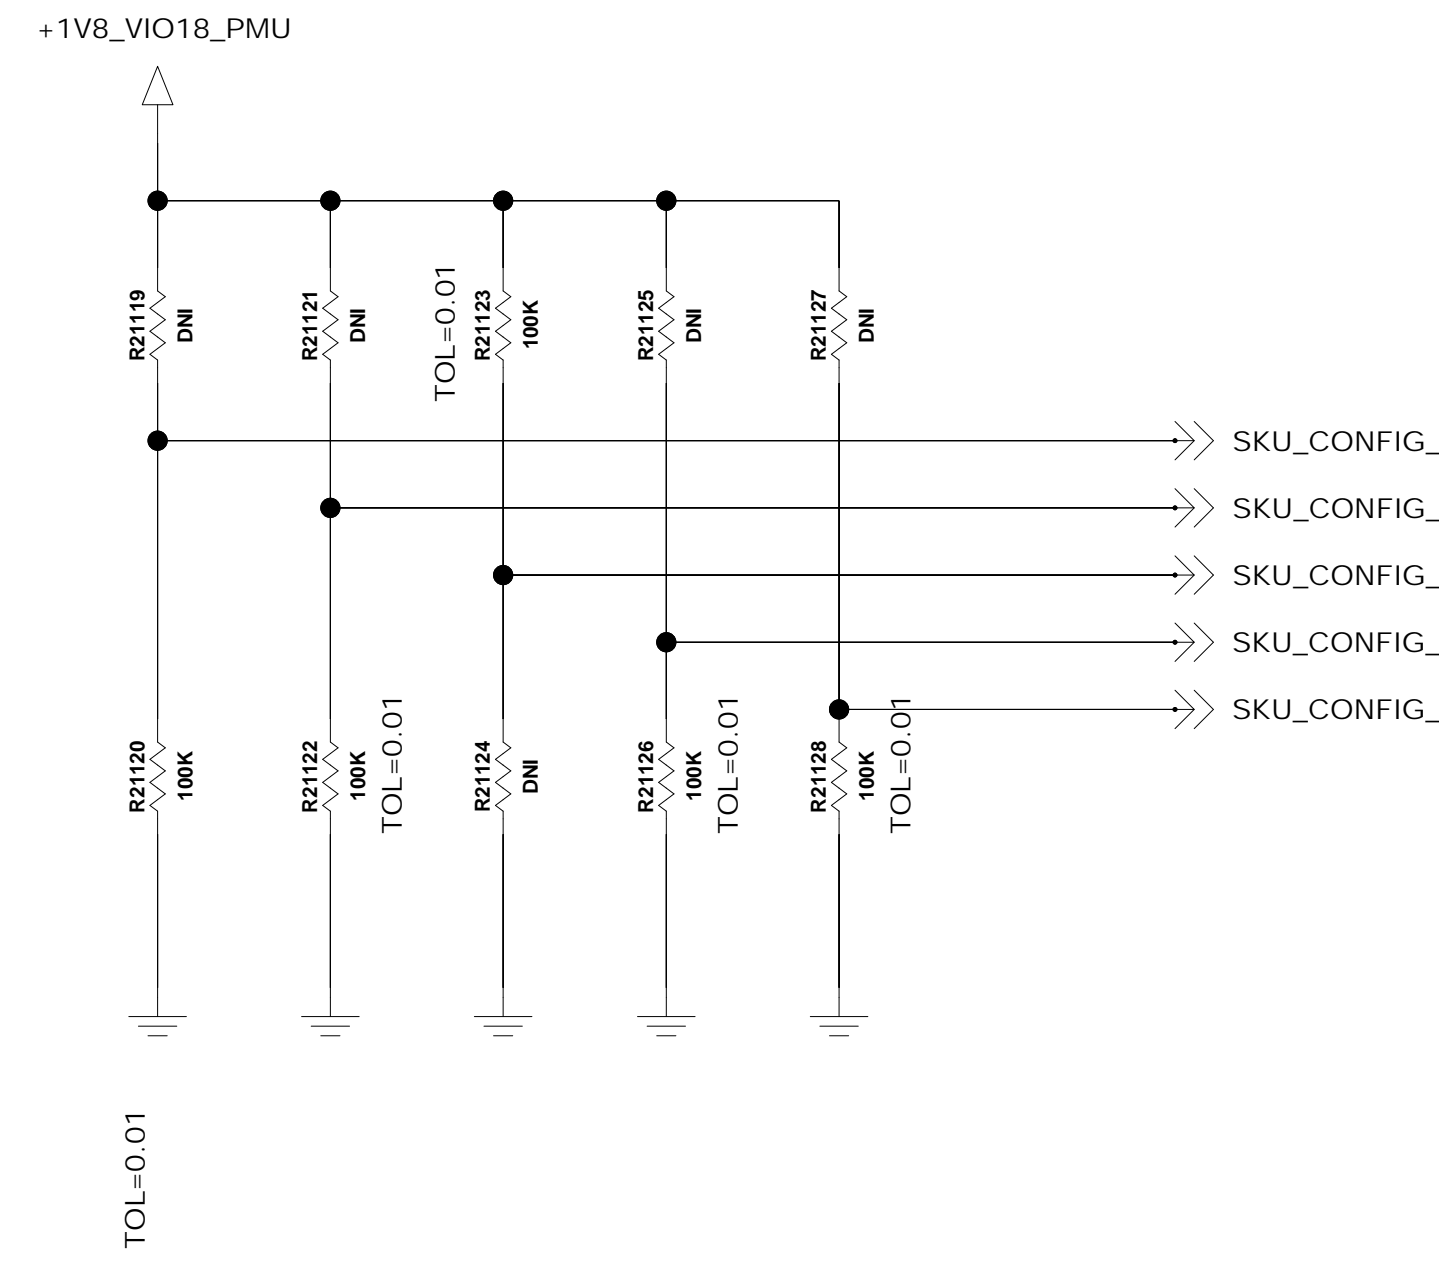 +1V8_VIO18_PMU
R21119
DNI
R21121
DNI
TOL=0.01
R21123
100K
R21125
DNI
R21127
DNI
SKU_CONFIG_
SKU_CONFIG_
SKU_CONFIG_
SKU_CONFIG_
SKU_CONFIG_
R21120
100K
R21122
100K
TOL=0.01
R21124
DNI
R21126
100K
TOL=0.01
R21128
100K
TOL=0.01
TOL=0.01